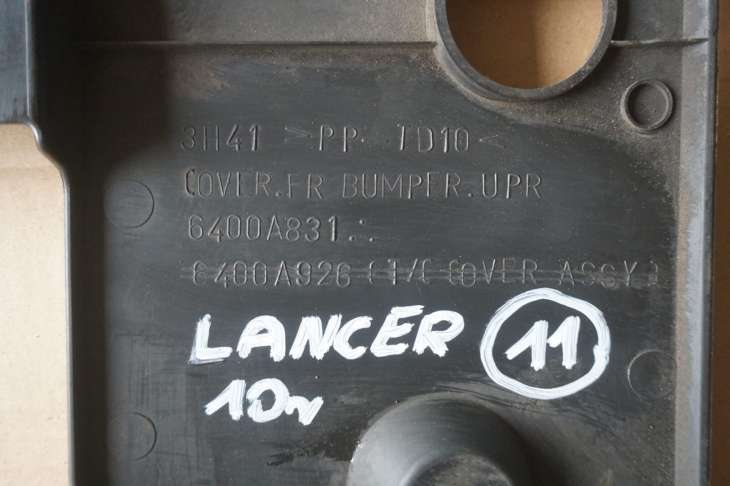 3H41 >PP TD10<
COVER.FR BUMPER.UPR
6400A831
6400A926 (T/C COVER ASSY)
LANCER 11
10r